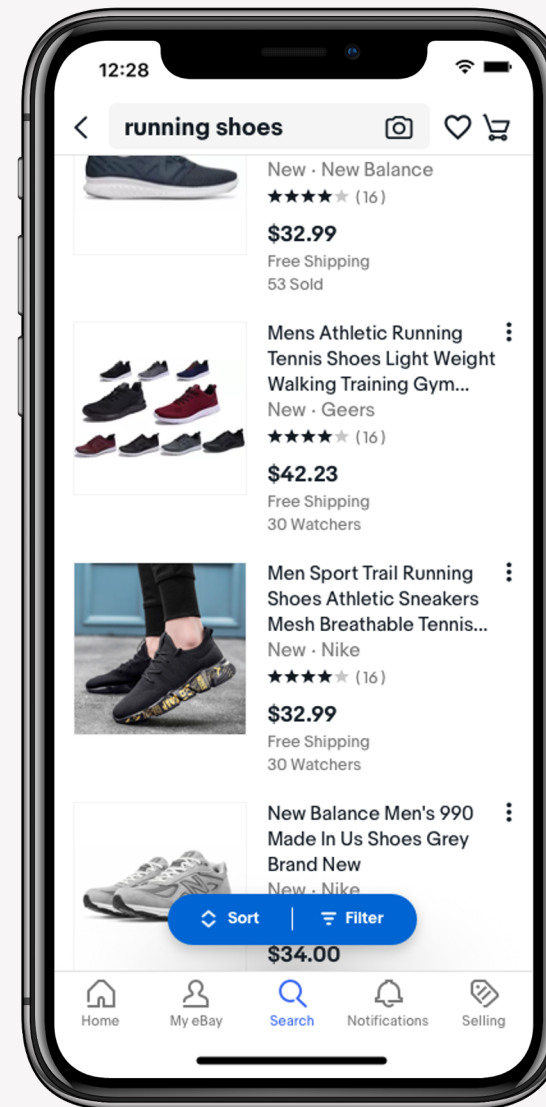 12:28
running shoes
New · New Balance
(16)
$32.99
Free Shipping
53 Sold
Mens Athletic Running
Tennis Shoes Light Weight
Walking Training Gym...
New · Geers
(16)
$42.23
Free Shipping
30 Watchers
Men Sport Trail Running
Shoes Athletic Sneakers
Mesh Breathable Tennis...
New · Nike
(16)
$32.99
Free Shipping
30 Watchers
New Balance Men's 990
Made In Us Shoes Grey
Brand New
New · Nike
Sort | Filter
$34.00
Home My eBay Search Notifications Selling